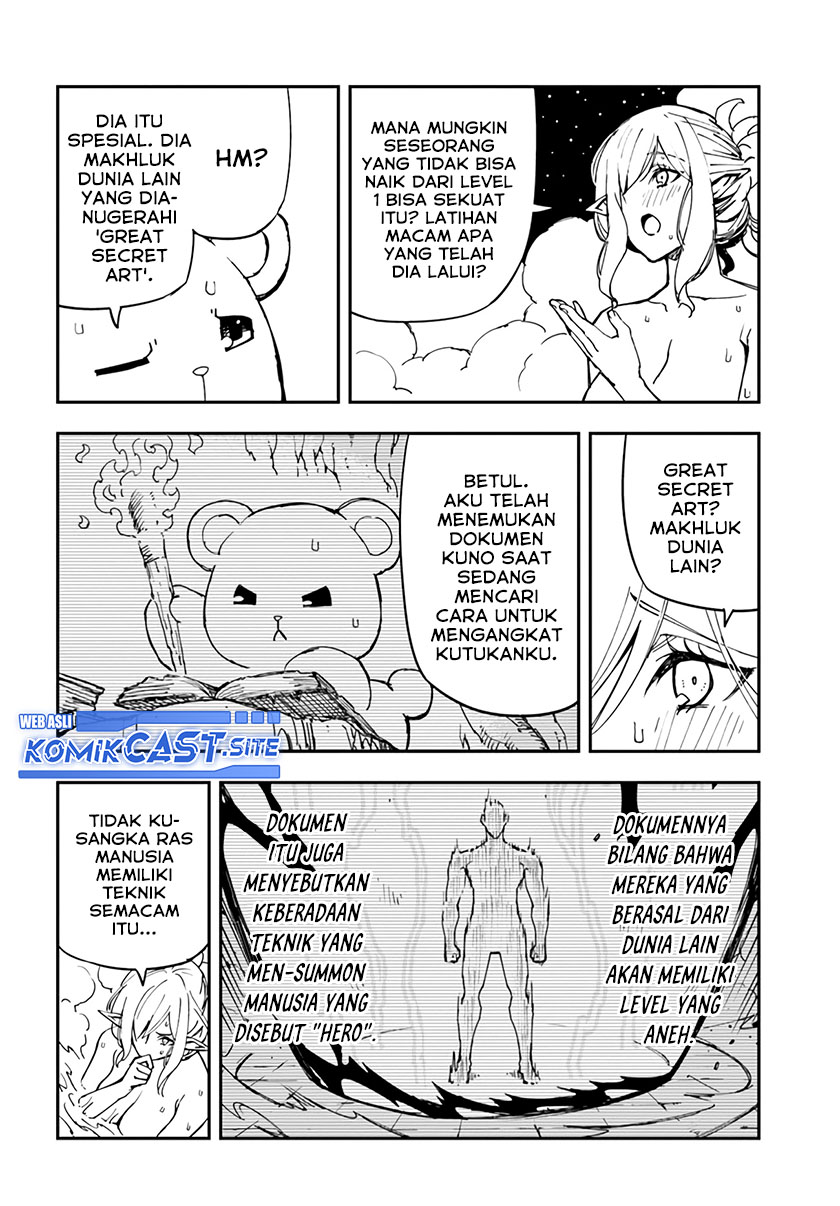 MANA MUNGKIN
SESEORANG
YANG TIDAK BISA
NAIK DARI LEVEL
1 BISA SEKUAT
ITU? LATIHAN
MACAM APA
YANG TELAH
DIA LALUI?
HM?
DIA ITU
SPESIAL. DIA
MAKHLUK
DUNIA LAIN
YANG DIA-
NUGERAHI
'GREAT
SECRET
ART'.
GREAT
SECRET
ART?
MAKHLUK
DUNIA
LAIN?
BETUL.
AKU TELAH
MENEMUKAN
DOKUMEN
KUNO SAAT
SEDANG
MENCARI
CARA UNTUK
MENGANGKAT
KUTUKANKU.
WEB ASLI
KOMIKCAST.SITE
DOKUMENNYA
BILANG BAHWA
MEREKA YANG
BERASAL DARI
DUNIA LAIN
AKAN MEMILIKI
LEVEL YANG
ANEH.
DOKUMEN
ITU JUGA
MENYEBUTKAN
KEBERADAAN
TEKNIK YANG
MEN-SUMMON
MANUSIA YANG
DISEBUT "HERO".
TIDAK KU-
SANGKA RAS
MANUSIA
MEMILIKI
TEKNIK
SEMACAM
ITU...